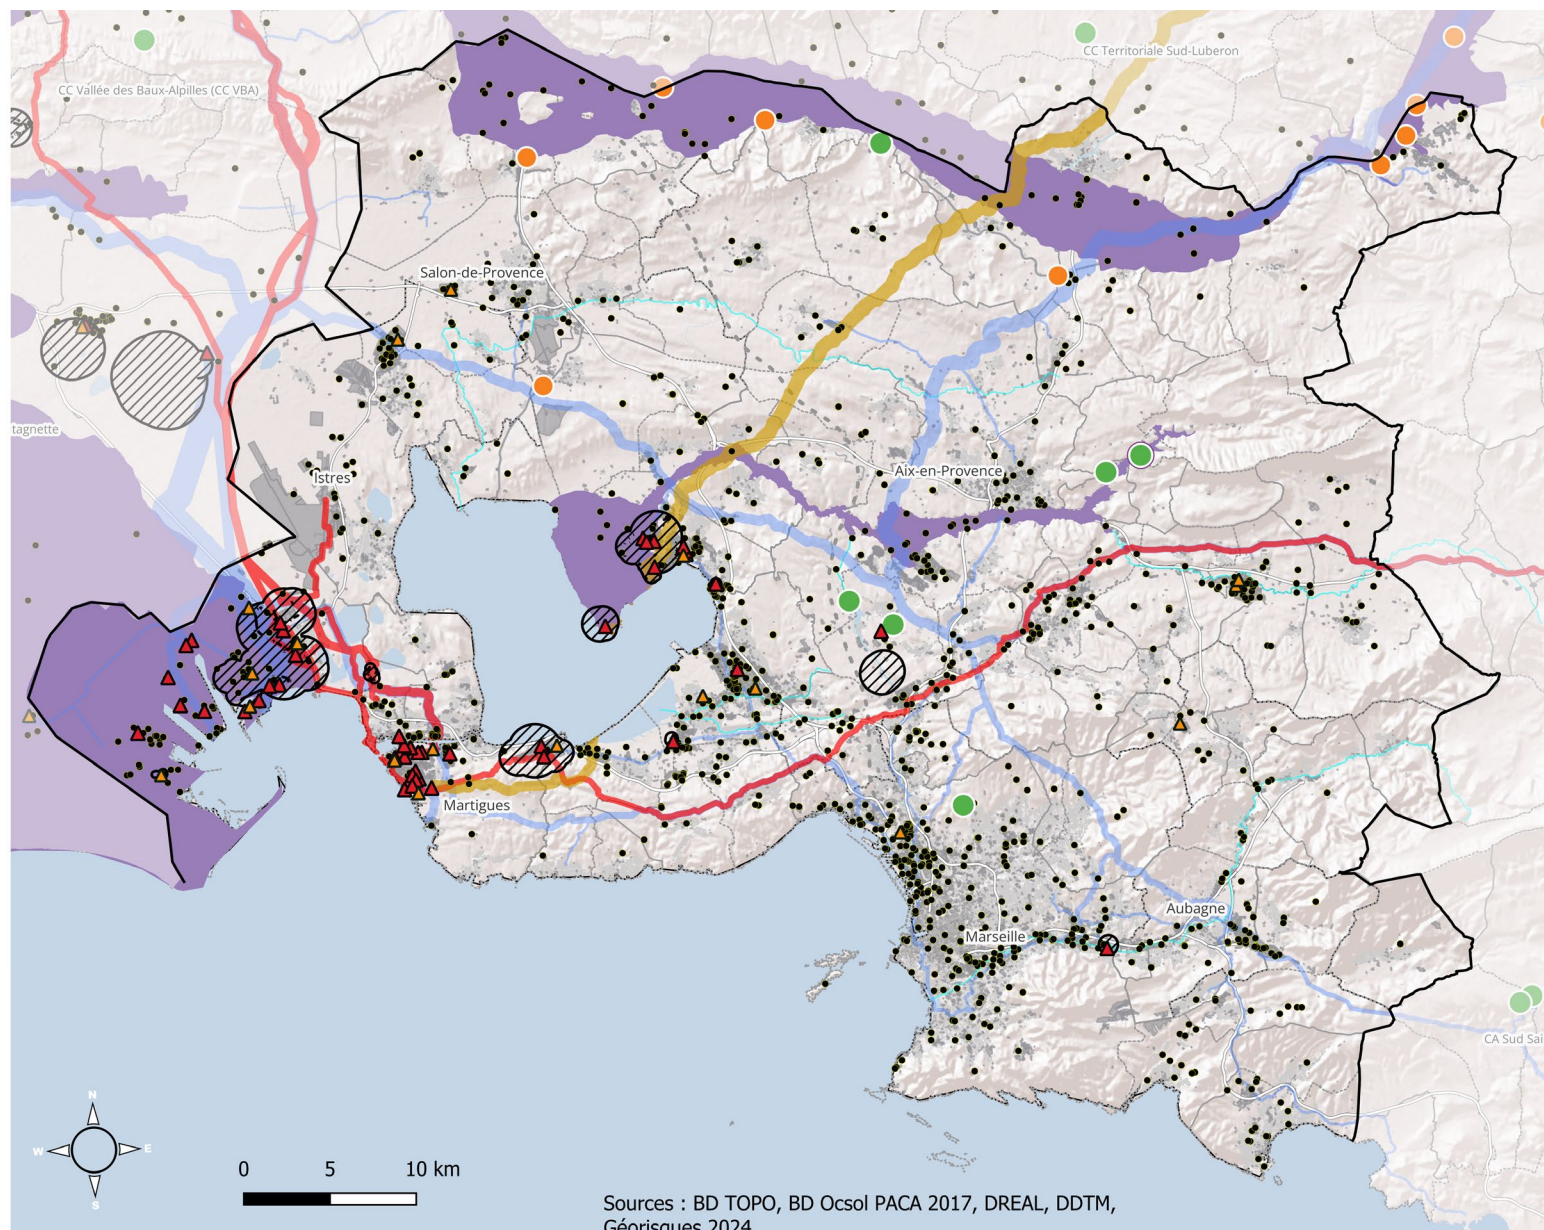 CC Territoriale Sud-Luberon
CC Vallée des Baux-Alpilles (CC VBA)
Salon-de-Provence
tagnette
Istres
Aix-en-Provence
Martigues
Aubagne
Marseille
CA Sud Sai
N
W
E
S
0 5 10 km
Sources : BD TOPO, BD Ocsol PACA 2017, DREAL, DDTM,
Géorisques 2024